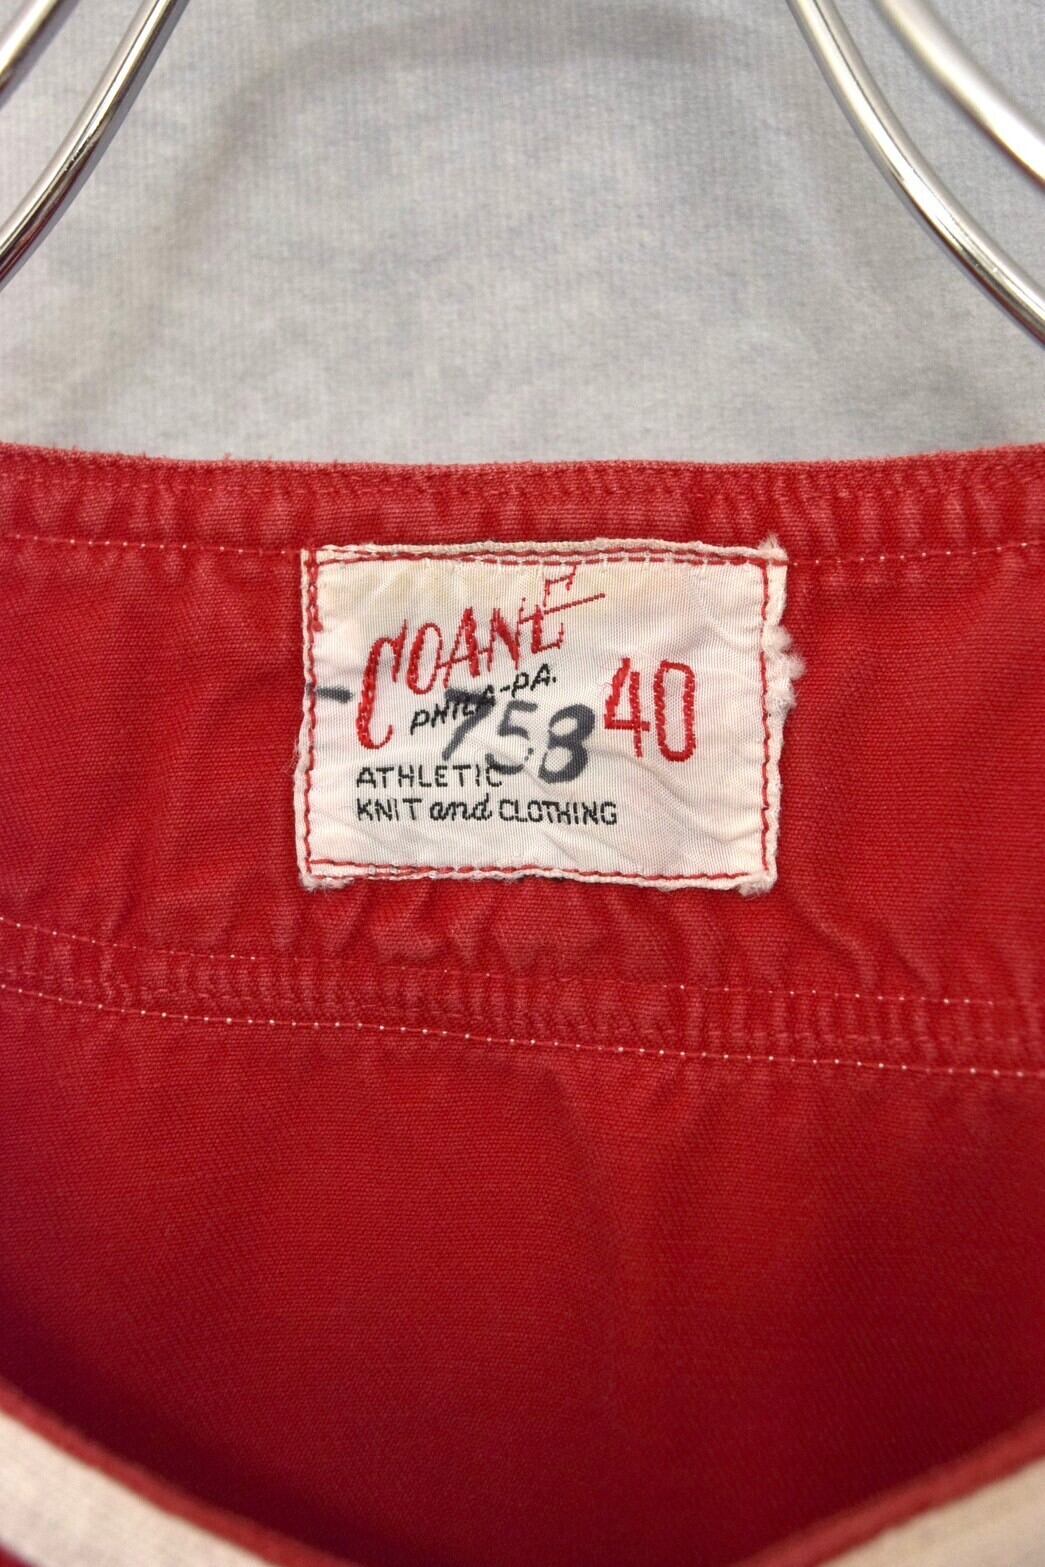 COANE
PHILA-PA.
40
-758
ATHLETIC
KNIT and CLOTHING